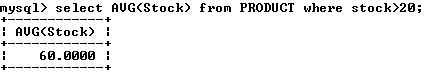 mysql> select AVG(Stock) from PRODUCT where stock>20;
+------------+
| AVG(Stock) |
+------------+
|    60.0000 |
+------------+